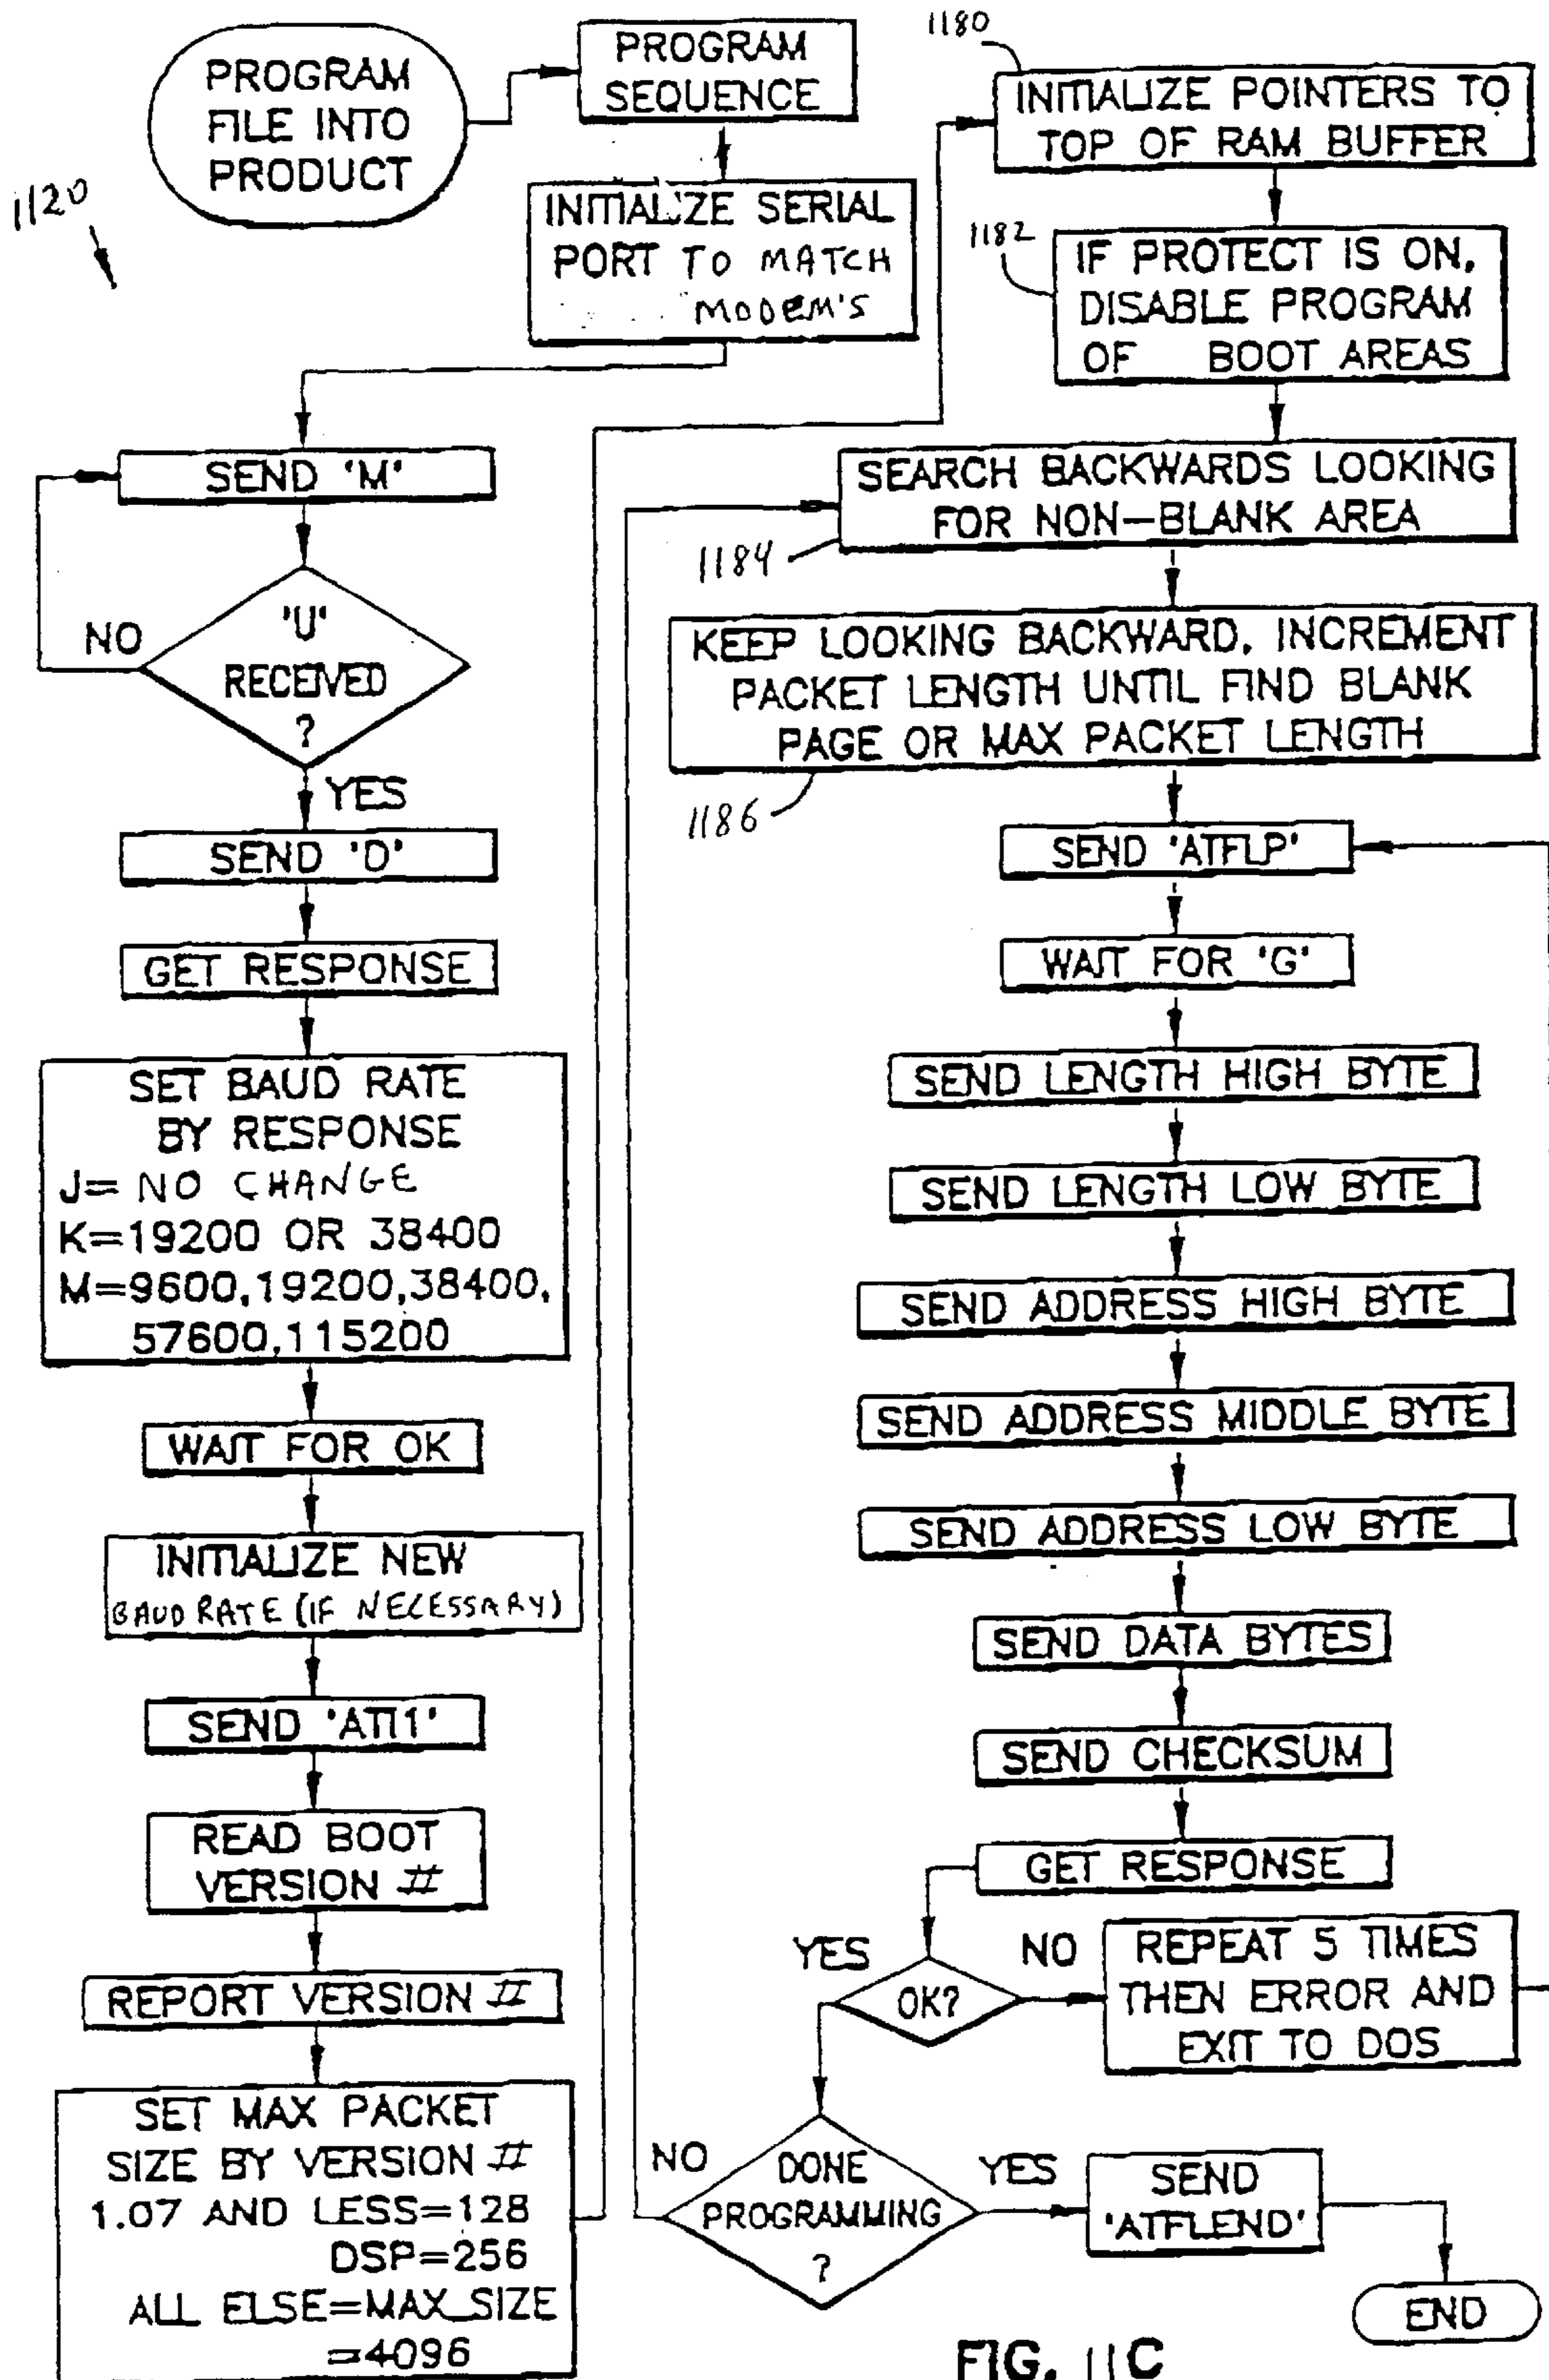 PROGRAM
FILE INTO
PRODUCT
1120
PROGRAM
SEQUENCE
INITIALIZE SERIAL
PORT TO MATCH
MODEM'S
SEND 'M'
'U'
RECEIVED
?
NO
YES
SEND 'D'
GET RESPONSE
SET BAUD RATE
BY RESPONSE
J= NO CHANGE
K=19200 OR 38400
M=9600,19200,38400,
57600,115200
WAIT FOR OK
INITIALIZE NEW
BAUD RATE (IF NECESSARY)
SEND 'ATI1'
READ BOOT
VERSION #
REPORT VERSION #
SET MAX PACKET
SIZE BY VERSION #
1.07 AND LESS=128
DSP=256
ALL ELSE=MAX_SIZE
=4096
1180
INITIALIZE POINTERS TO
TOP OF RAM BUFFER
1182
IF PROTECT IS ON,
DISABLE PROGRAM
OF BOOT AREAS
SEARCH BACKWARDS LOOKING
FOR NON-BLANK AREA
1184
KEEP LOOKING BACKWARD, INCREMENT
PACKET LENGTH UNTIL FIND BLANK
PAGE OR MAX PACKET LENGTH
1186
SEND 'ATFLP'
WAIT FOR 'G'
SEND LENGTH HIGH BYTE
SEND LENGTH LOW BYTE
SEND ADDRESS HIGH BYTE
SEND ADDRESS MIDDLE BYTE
SEND ADDRESS LOW BYTE
SEND DATA BYTES
SEND CHECKSUM
GET RESPONSE
YES
OK?
NO
REPEAT 5 TIMES
THEN ERROR AND
EXIT TO DOS
NO
DONE
PROGRAMMING
?
YES
SEND
'ATFLEND'
END
FIG. 11C